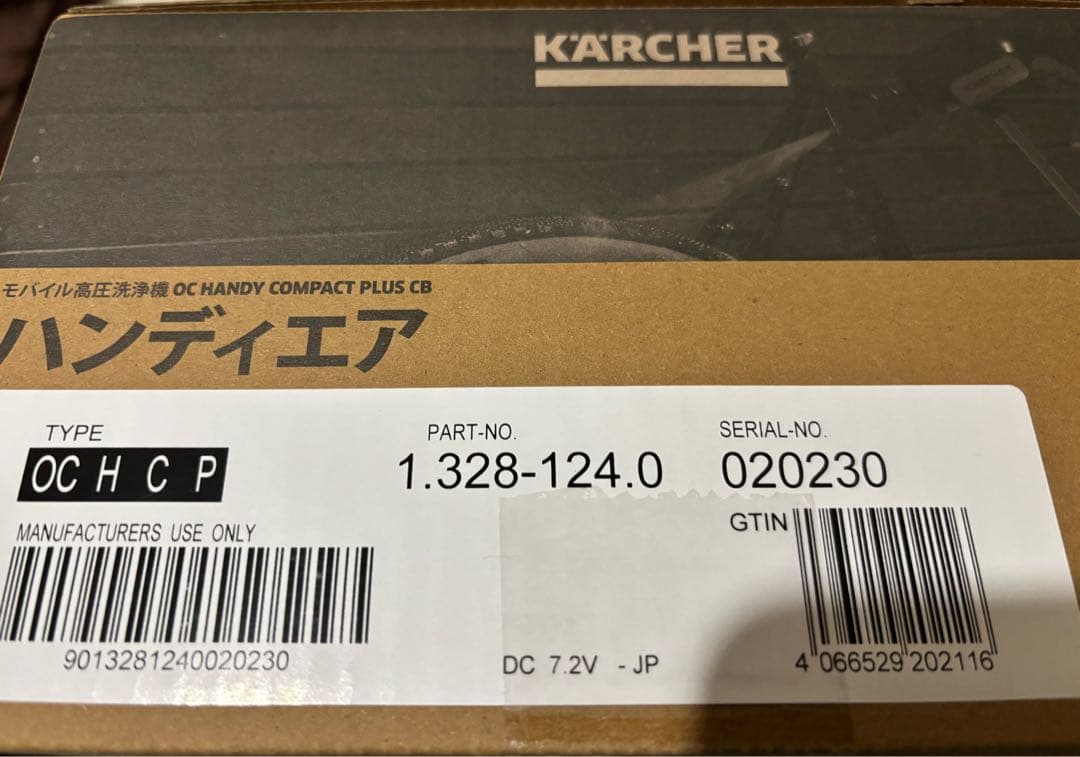 KÄRCHER
モバイル高圧洗浄機 OC HANDY COMPACT PLUS CB
ハンディエア
TYPE
OC H C P
PART-NO.
1.328-124.0
SERIAL-NO.
020230
MANUFACTURERS USE ONLY
9013281240020230
GTIN
4 066529 202116
DC 7.2V - JP